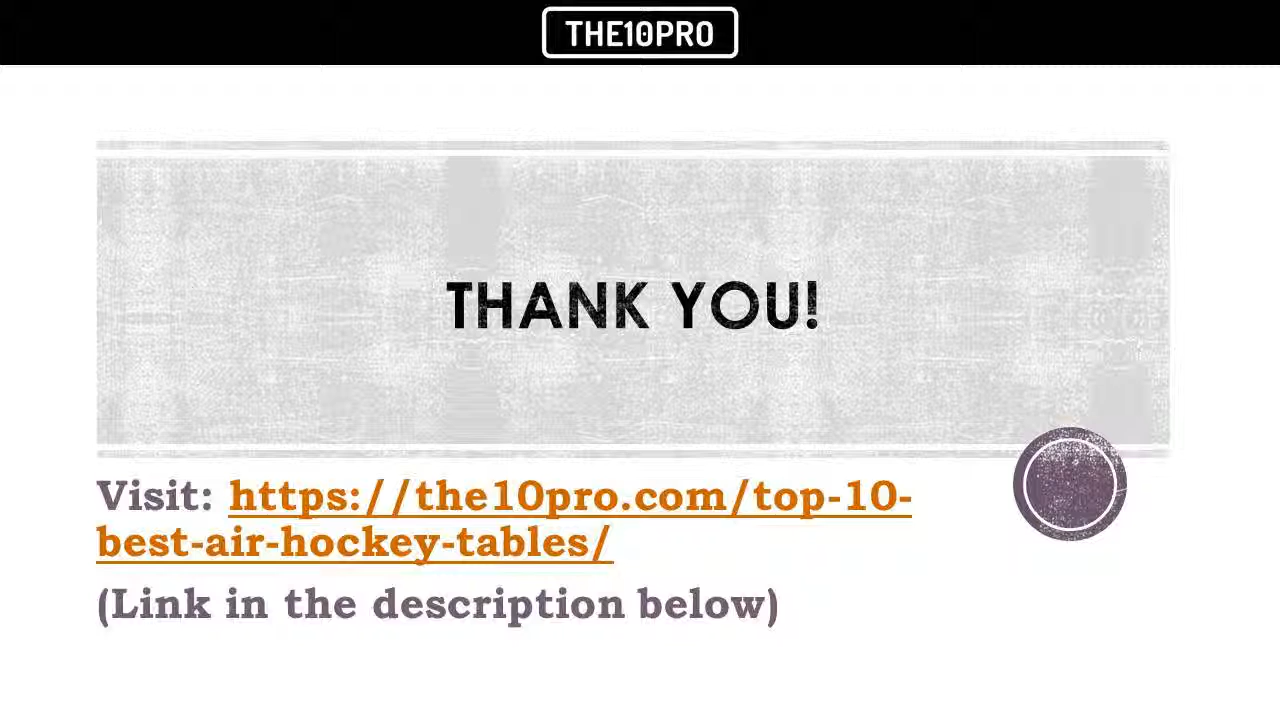 THE10PRO
THANK YOU!
Visit: https://the10pro.com/top-10-
best-air-hockey-tables/
(Link in the description below)